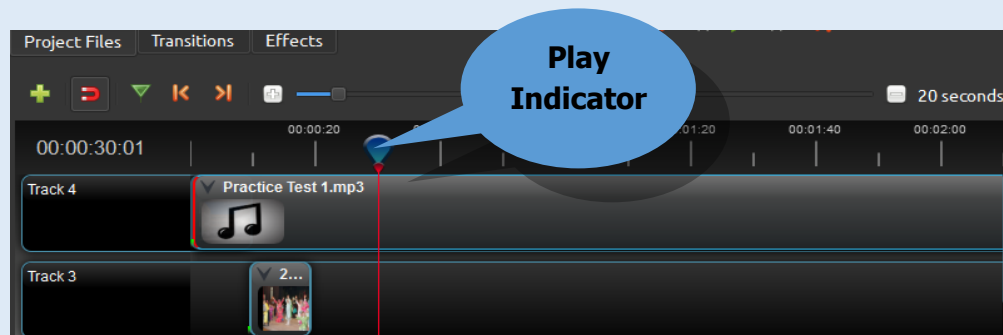 Project Files Transitions Effects
Play
Indicator
20 seconds
00:00:30:01
00:00:20
01:20
00:01:40
00:02:00
Track 4
Practice Test 1.mp3
Track 3
2...